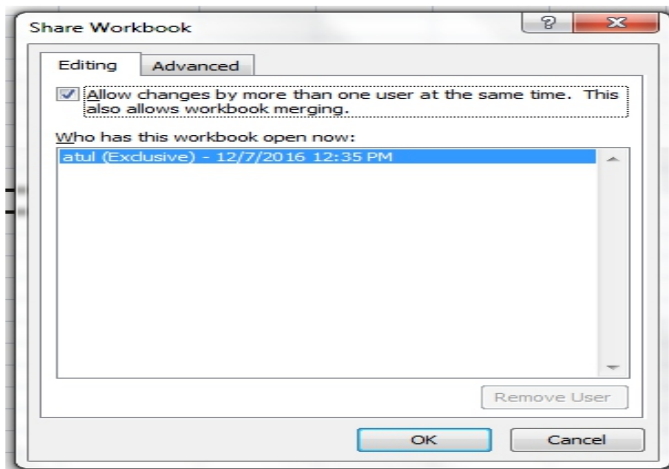 Share Workbook
Editing
Advanced
Allow changes by more than one user at the same time. This
also allows workbook merging.
Who has this workbook open now:
atul (Exclusive) - 12/7/2016 12:35 PM
Remove User
OK
Cancel